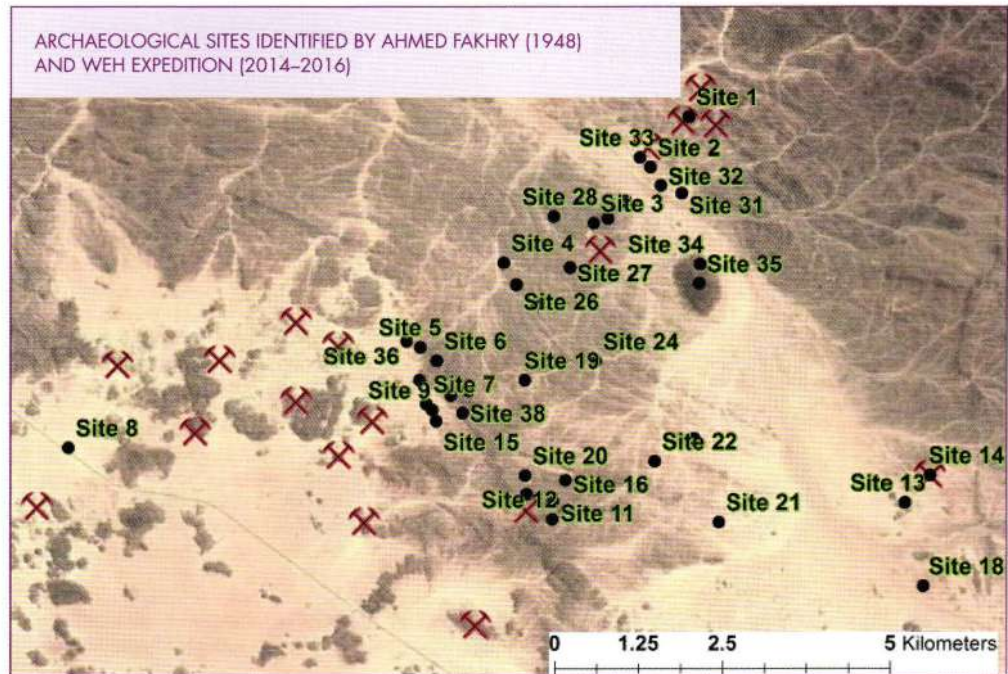 ARCHAEOLOGICAL SITES IDENTIFIED BY AHMED FAKHRY (1948)
AND WEH EXPEDITION (2014–2016)
Site 1
Site 33
Site 2
Site 32
Site 28
Site 3
Site 31
Site 4
Site 34
Site 27
Site 35
Site 26
Site 5
Site 6
Site 24
Site 36
Site 19
Site 9
Site 7
Site 38
Site 8
Site 15
Site 22
Site 20
Site 14
Site 16
Site 13
Site 12
Site 11
Site 21
Site 18
0 1.25 2.5 5 Kilometers